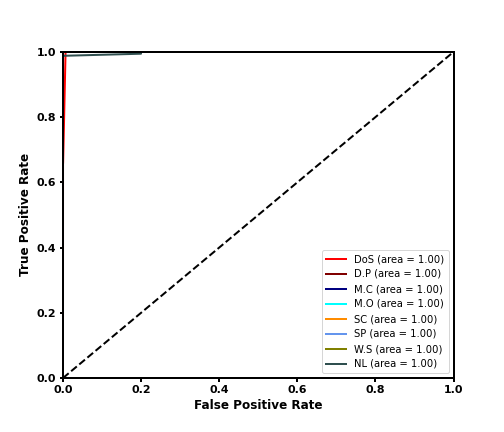 1.0
0.8
0.6
0.4
0.2
0.0
True Positive Rate
DoS (area = 1.00)
D.P (area = 1.00)
M.C (area = 1.00)
M.O (area = 1.00)
SC (area = 1.00)
SP (area = 1.00)
W.S (area = 1.00)
NL (area = 1.00)
0.0 0.2 0.4 0.6 0.8 1.0
False Positive Rate